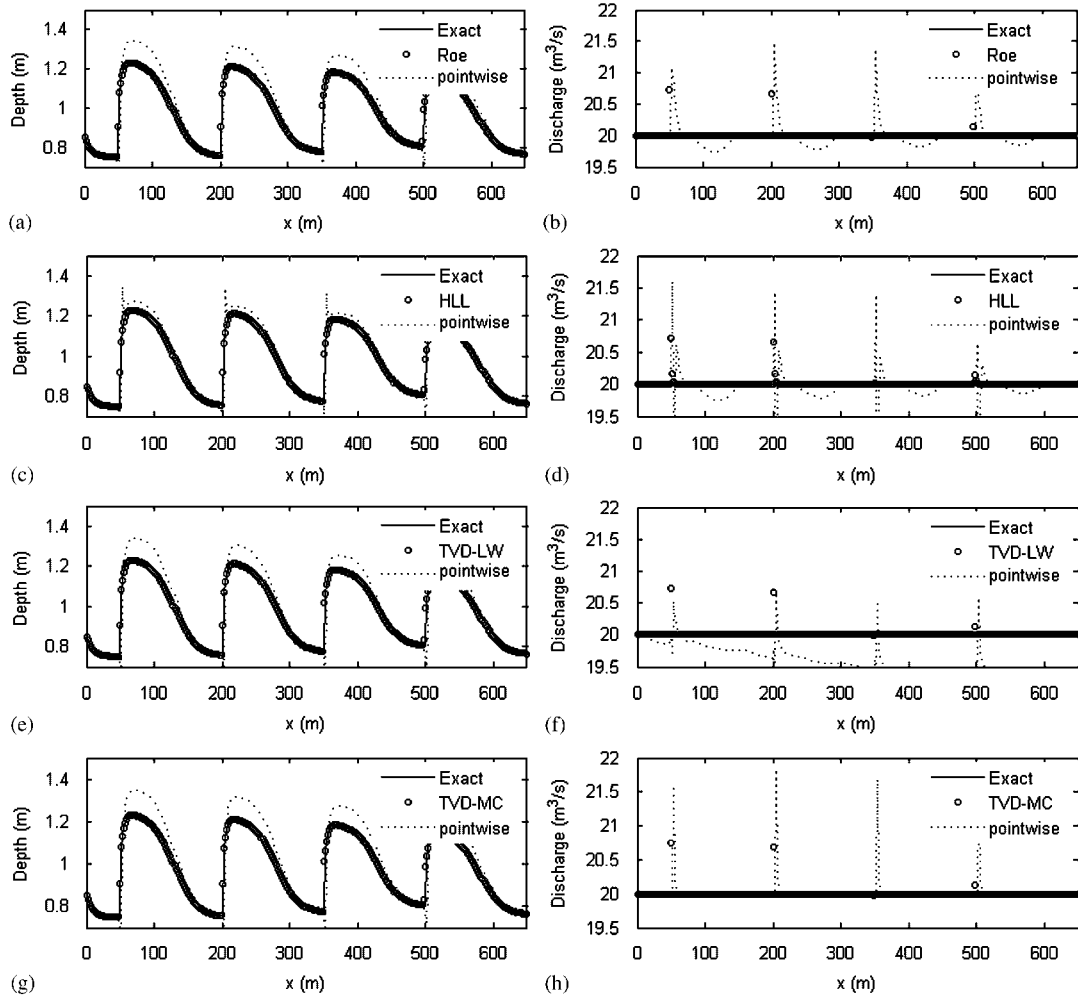 1.4
1.2
1
0.8
Depth (m)
Exact
Roe
pointwise
0 100 200 300 400 500 600
x (m)
(a)
22
21.5
21
20.5
20
19.5
Discharge (m³/s)
Exact
Roe
pointwise
0 100 200 300 400 500 600
x (m)
(b)
1.4
1.2
1
0.8
Depth (m)
Exact
HLL
pointwise
0 100 200 300 400 500 600
x (m)
(c)
22
21.5
21
20.5
20
19.5
Discharge (m³/s)
Exact
HLL
pointwise
0 100 200 300 400 500 600
x (m)
(d)
1.4
1.2
1
0.8
Depth (m)
Exact
TVD-LW
pointwise
0 100 200 300 400 500 600
x (m)
(e)
22
21.5
21
20.5
20
19.5
Discharge (m³/s)
Exact
TVD-LW
pointwise
0 100 200 300 400 500 600
x (m)
(f)
1.4
1.2
1
0.8
Depth (m)
Exact
TVD-MC
pointwise
0 100 200 300 400 500 600
x (m)
(g)
22
21.5
21
20.5
20
19.5
Discharge (m³/s)
Exact
TVD-MC
pointwise
0 100 200 300 400 500 600
x (m)
(h)